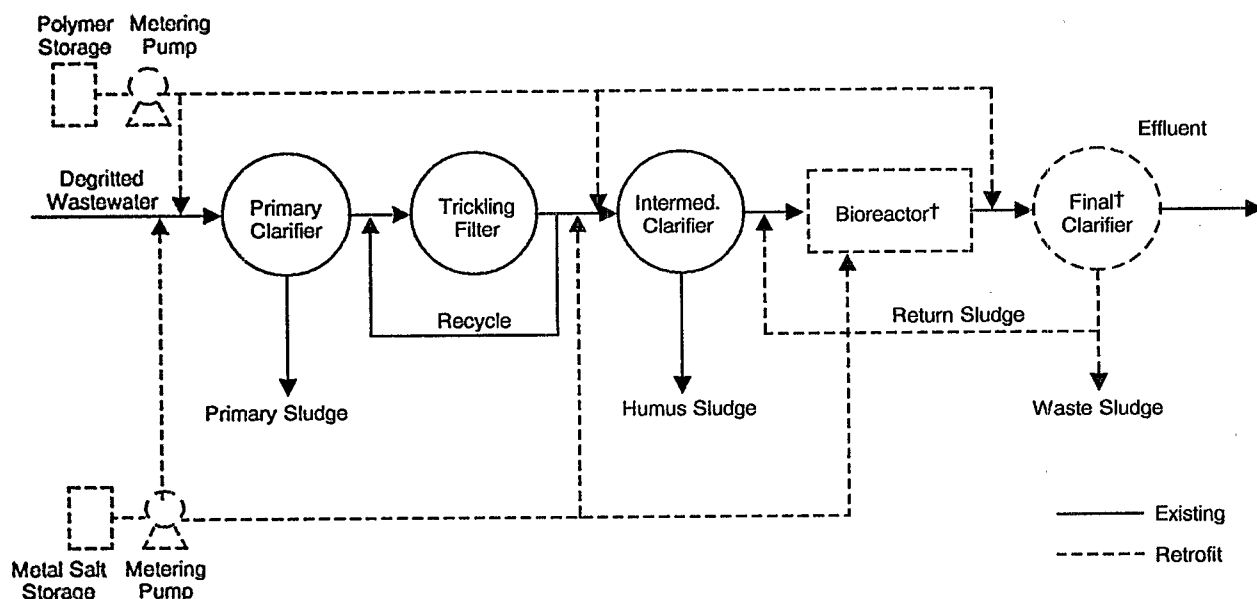 Polymer
Storage
Metering
Pump
Effluent
Degritted
Wastewater
Primary
Clarifier
Trickling
Filter
Intermed.
Clarifier
Bioreactor†
Final†
Clarifier
Recycle
Return Sludge
Primary Sludge
Humus Sludge
Waste Sludge
Existing
Retrofit
Metal Salt
Storage
Metering
Pump